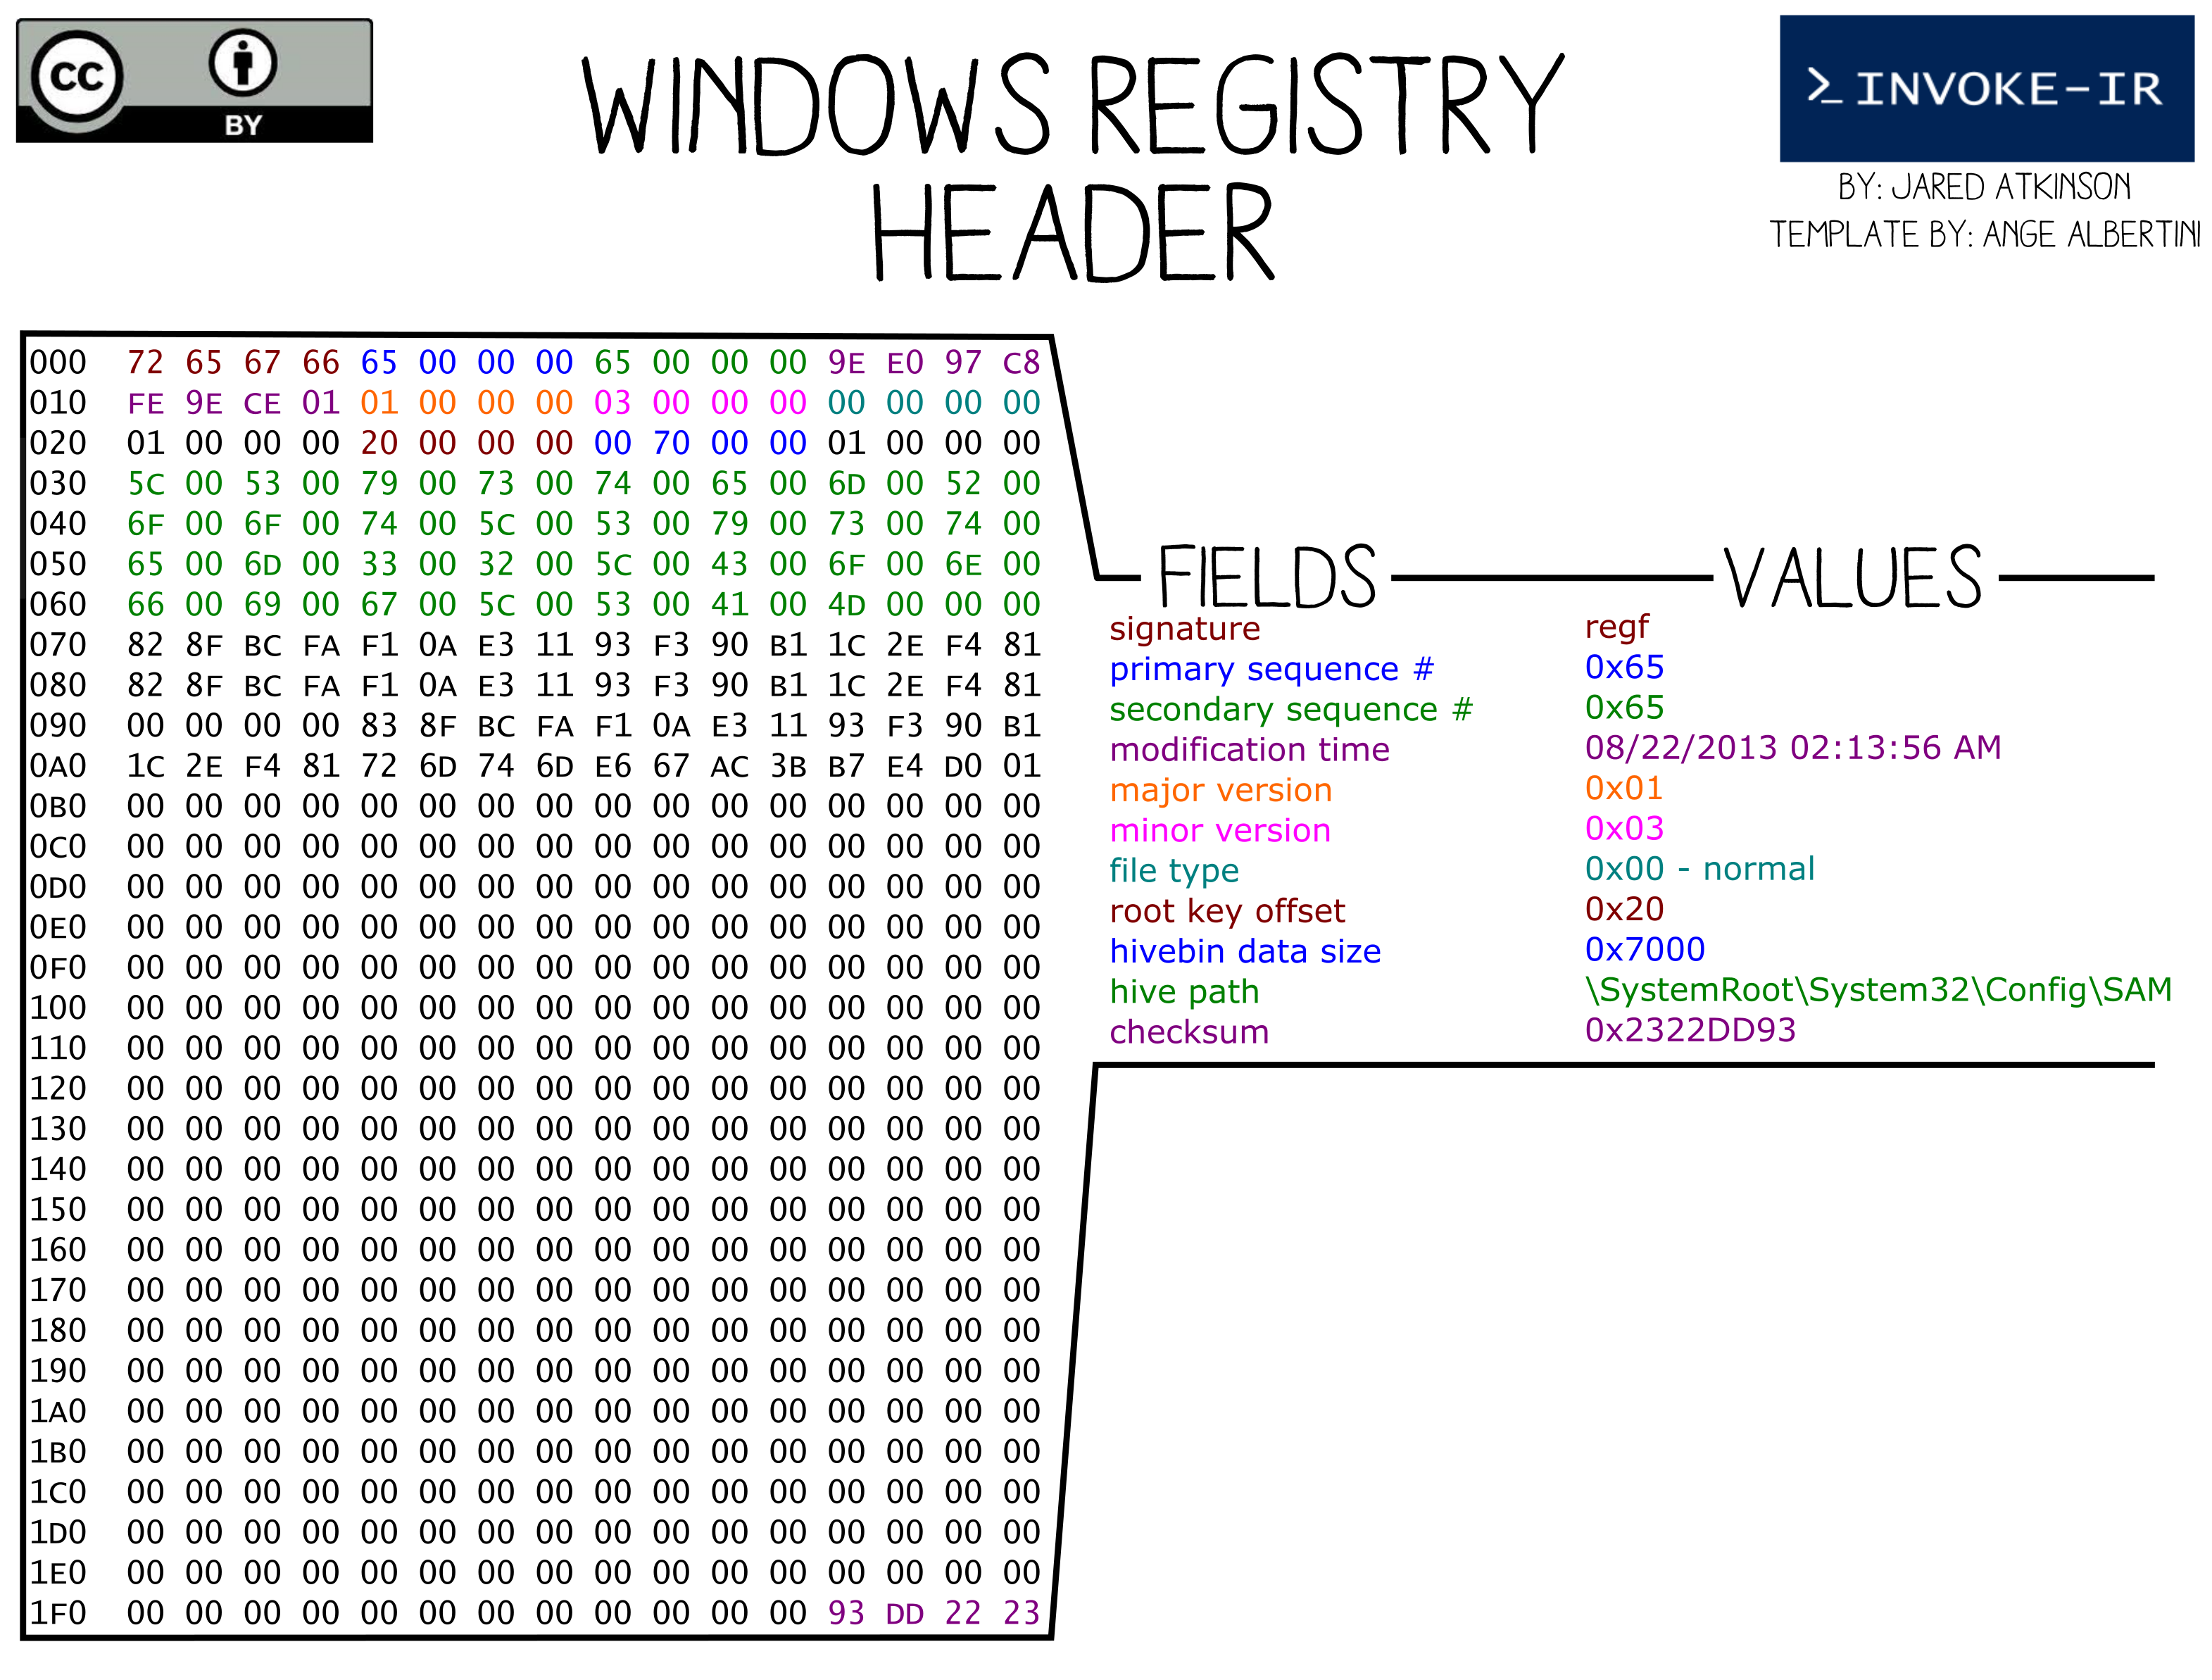 CC
BY
WINDOWS REGISTRY
HEADER
>_ INVOKE-IR
BY: JARED ATKINSON
TEMPLATE BY: ANGE ALBERTINI
000 72 65 67 66 65 00 00 00 65 00 00 00 9E E0 97 C8
010 FE 9E CE 01 01 00 00 00 03 00 00 00 00 00 00 00
020 01 00 00 00 20 00 00 00 00 70 00 00 01 00 00 00
030 5C 00 53 00 79 00 73 00 74 00 65 00 6D 00 52 00
040 6F 00 6F 00 74 00 5C 00 53 00 79 00 73 00 74 00
050 65 00 6D 00 33 00 32 00 5C 00 43 00 6F 00 6E 00
060 66 00 69 00 67 00 5C 00 53 00 41 00 4D 00 00 00
070 82 8F BC FA F1 0A E3 11 93 F3 90 B1 1C 2E F4 81
080 82 8F BC FA F1 0A E3 11 93 F3 90 B1 1C 2E F4 81
090 00 00 00 00 83 8F BC FA F1 0A E3 11 93 F3 90 B1
0A0 1C 2E F4 81 72 6D 74 6D E6 67 AC 3B B7 E4 D0 01
0B0 00 00 00 00 00 00 00 00 00 00 00 00 00 00 00 00
0C0 00 00 00 00 00 00 00 00 00 00 00 00 00 00 00 00
0D0 00 00 00 00 00 00 00 00 00 00 00 00 00 00 00 00
0E0 00 00 00 00 00 00 00 00 00 00 00 00 00 00 00 00
0F0 00 00 00 00 00 00 00 00 00 00 00 00 00 00 00 00
100 00 00 00 00 00 00 00 00 00 00 00 00 00 00 00 00
110 00 00 00 00 00 00 00 00 00 00 00 00 00 00 00 00
120 00 00 00 00 00 00 00 00 00 00 00 00 00 00 00 00
130 00 00 00 00 00 00 00 00 00 00 00 00 00 00 00 00
140 00 00 00 00 00 00 00 00 00 00 00 00 00 00 00 00
150 00 00 00 00 00 00 00 00 00 00 00 00 00 00 00 00
160 00 00 00 00 00 00 00 00 00 00 00 00 00 00 00 00
170 00 00 00 00 00 00 00 00 00 00 00 00 00 00 00 00
180 00 00 00 00 00 00 00 00 00 00 00 00 00 00 00 00
190 00 00 00 00 00 00 00 00 00 00 00 00 00 00 00 00
1A0 00 00 00 00 00 00 00 00 00 00 00 00 00 00 00 00
1B0 00 00 00 00 00 00 00 00 00 00 00 00 00 00 00 00
1C0 00 00 00 00 00 00 00 00 00 00 00 00 00 00 00 00
1D0 00 00 00 00 00 00 00 00 00 00 00 00 00 00 00 00
1E0 00 00 00 00 00 00 00 00 00 00 00 00 00 00 00 00
1F0 00 00 00 00 00 00 00 00 00 00 00 00 93 DD 22 23
FIELDS VALUES
signature regf
primary sequence # 0x65
secondary sequence # 0x65
modification time 08/22/2013 02:13:56 AM
major version 0x01
minor version 0x03
file type 0x00 - normal
root key offset 0x20
hivebin data size 0x7000
hive path \SystemRoot\System32\Config\SAM
checksum 0x2322DD93